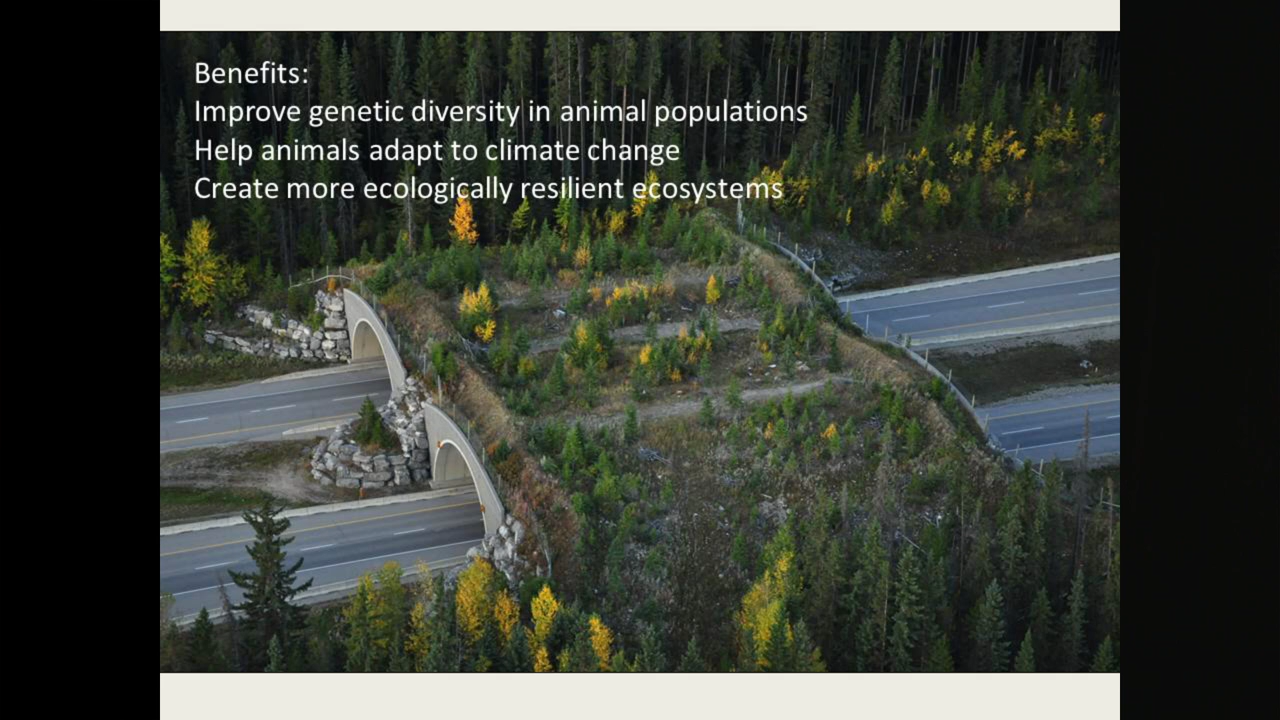 Benefits:
Improve genetic diversity in animal populations
Help animals adapt to climate change
Create more ecologically resilient ecosystems